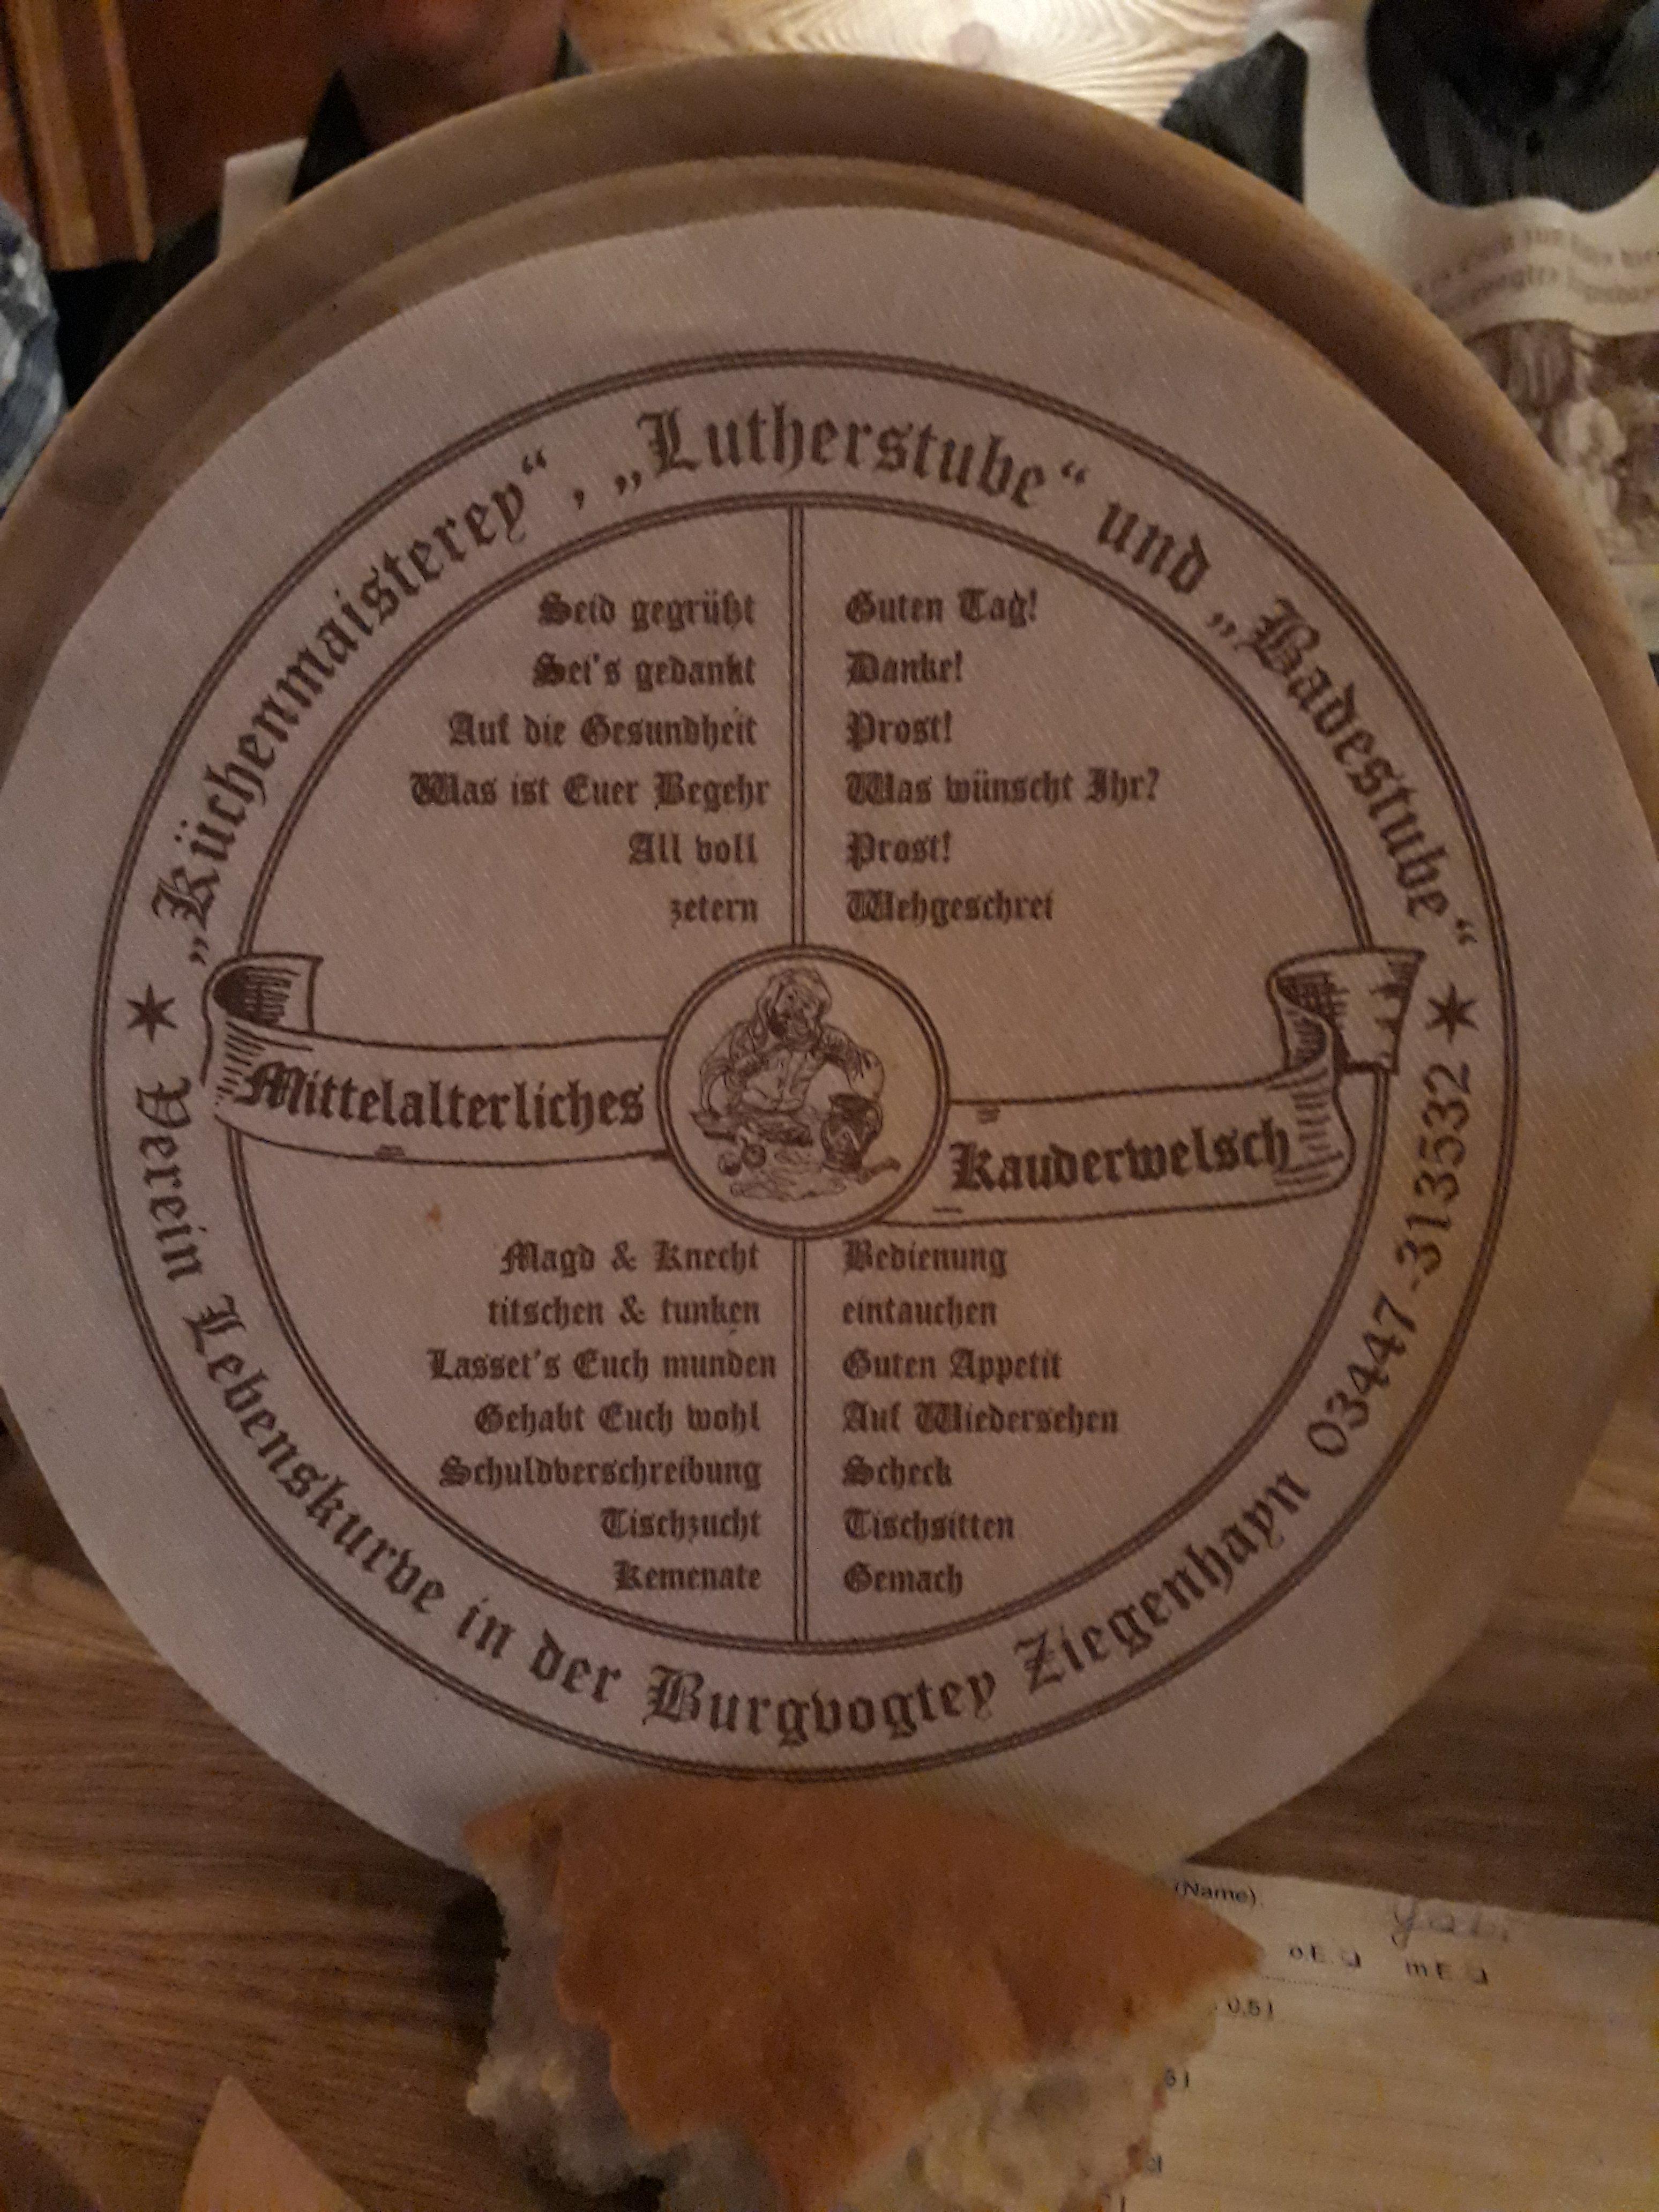 „Küchenmaisterey“, „Lutherstube“ und „Badestube“
Seid gegrüßt Guten Tag!
Sei's gedankt Danke!
Auf die Gesundheit Prost!
Was ist Euer Begehr Was wünscht Ihr?
All voll Prost!
zetern Wehgeschrei
Mittelalterliches Kauderwelsch
Magd & Knecht Bedienung
titschen & tunken eintauchen
Lasset's Euch munden Guten Appetit
Gehabt Euch wohl Auf Wiedersehen
Schuldverschreibung Scheck
Tischzucht Tischsitten
Kemenate Gemach
* Verein Lebenskurve in der Burgvogtey Ziegenhayn 03447-313532 *
(Name).
o.E. m.E.
0,5 l